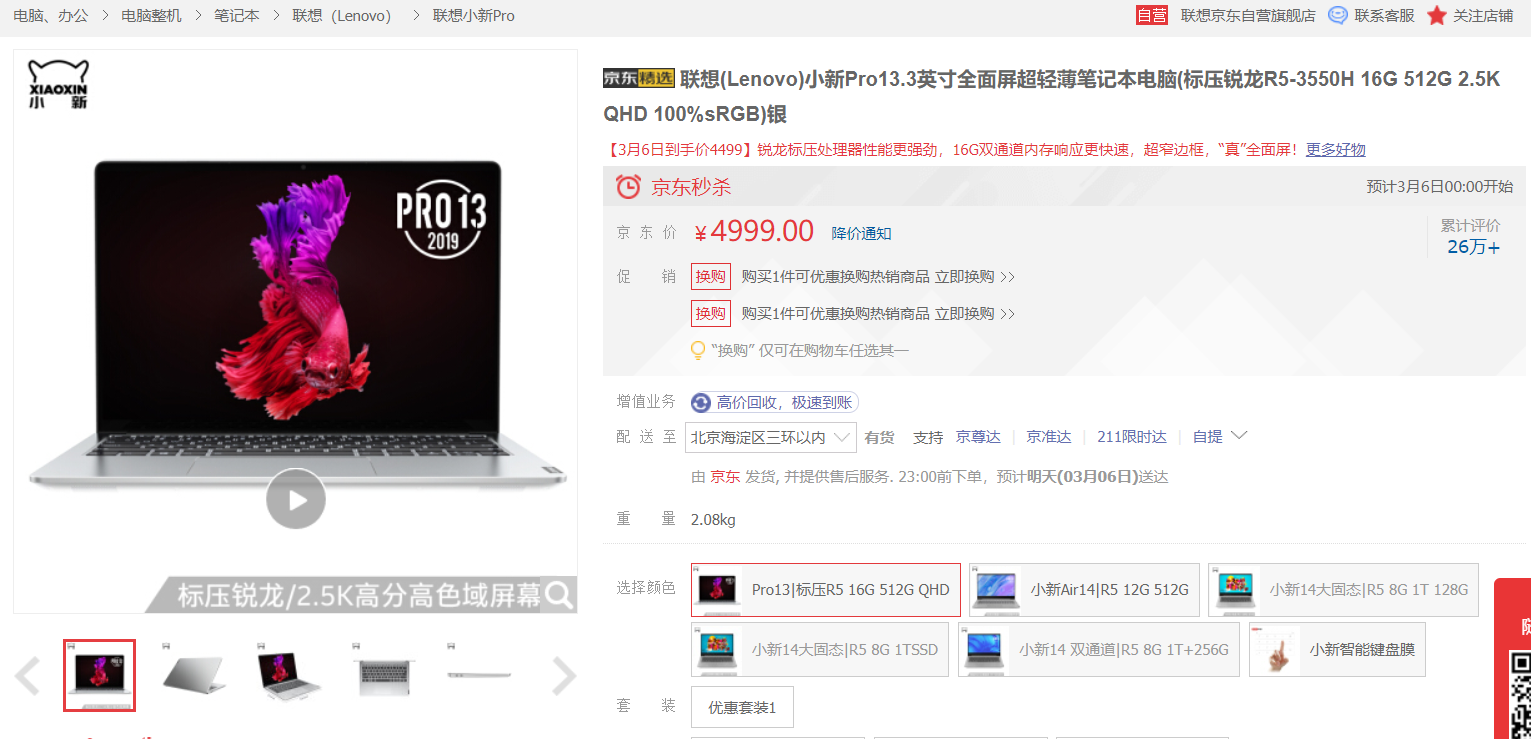 电脑、办公 > 电脑整机 > 笔记本 > 联想（Lenovo） > 联想小新Pro
自营 联想京东自营旗舰店 联系客服 关注店铺
XIAOXIN
小 新
PRO 13
2019
标压锐龙/2.5K高分高色域屏幕
京东精选 联想(Lenovo)小新Pro13.3英寸全面屏超轻薄笔记本电脑(标压锐龙R5-3550H 16G 512G 2.5K
QHD 100%sRGB)银
【3月6日到手价4499】锐龙标压处理器性能更强劲，16G双通道内存响应更快速，超窄边框，“真”全面屏！更多好物
京东秒杀 预计3月6日00:00开始
京东价 ￥4999.00 降价通知
累计评价
26万+
促销 换购 购买1件可优惠换购热销商品 立即换购 >>
换购 购买1件可优惠换购热销商品 立即换购 >>
“换购” 仅可在购物车任选其一
增值业务 高价回收，极速到账
配送至 北京海淀区三环以内 有货 支持 京尊达 | 京准达 | 211限时达 | 自提
由 京东 发货, 并提供售后服务. 23:00前下单，预计明天(03月06日)送达
重量 2.08kg
选择颜色 Pro13|标压R5 16G 512G QHD 小新Air14|R5 12G 512G 小新14大固态|R5 8G 1T 128G
小新14大固态|R5 8G 1TSSD 小新14 双通道|R5 8G 1T+256G 小新智能键盘膜
套装 优惠套装1